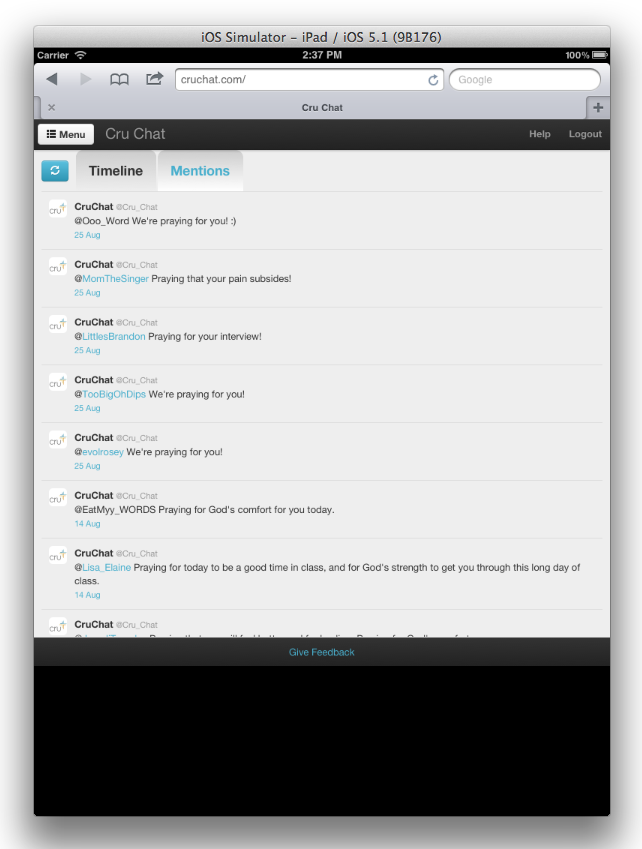 iOS Simulator – iPad / iOS 5.1 (9B176)
Carrier 2:37 PM 100%
cruchat.com/ Google
Cru Chat
Menu Cru Chat Help Logout
Timeline Mentions
cru CruChat @Cru_Chat
@Ooo_Word We're praying for you! :)
25 Aug
cru CruChat @Cru_Chat
@MomTheSinger Praying that your pain subsides!
25 Aug
cru CruChat @Cru_Chat
@LittlesBrandon Praying for your interview!
25 Aug
cru CruChat @Cru_Chat
@TooBigOhDips We're praying for you!
25 Aug
cru CruChat @Cru_Chat
@evolrosey We're praying for you!
25 Aug
cru CruChat @Cru_Chat
@EatMyy_WORDS Praying for God's comfort for you today.
14 Aug
cru CruChat @Cru_Chat
@Lisa_Elaine Praying for today to be a good time in class, and for God's strength to get you through this long day of
class.
14 Aug
cru CruChat @Cru_Chat
Give Feedback